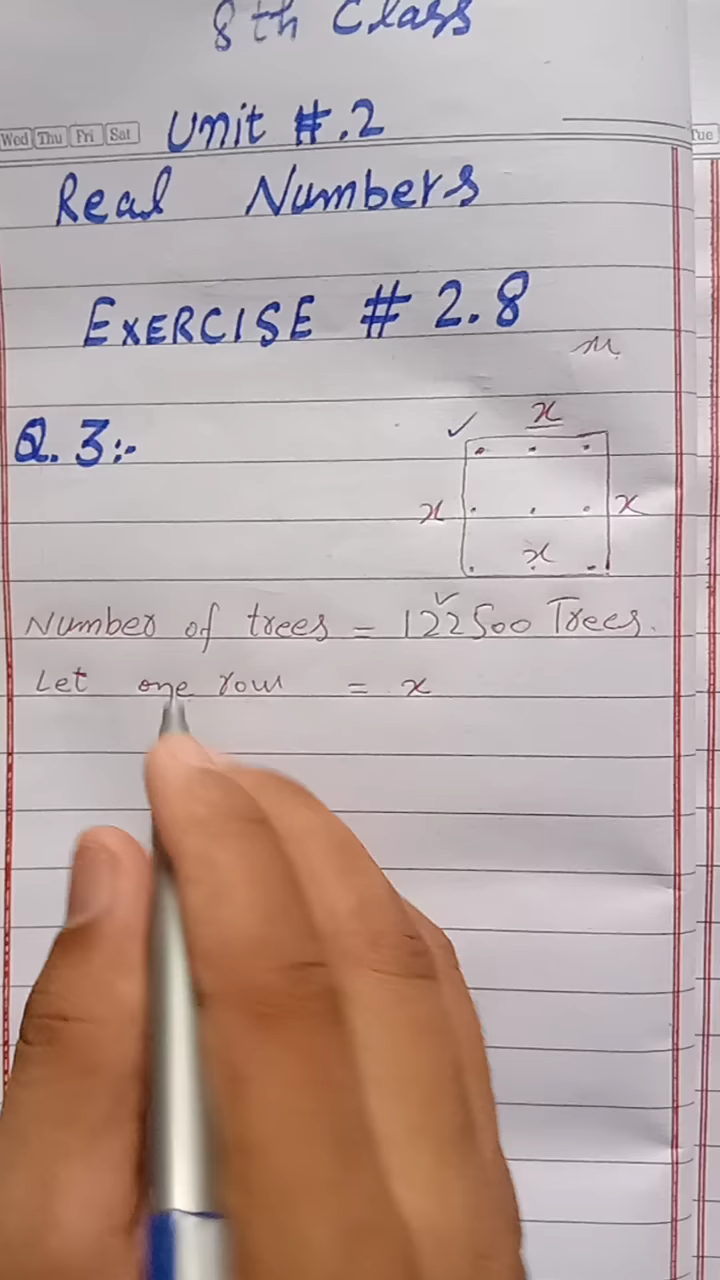 8th Class
Wed Thu Fri Sat
Unit #.2
Tue
Real Numbers
EXERCISE # 2.8
x
Q.3:-
x
x
x
Number of trees = 122500 Trees.
Let one row = x